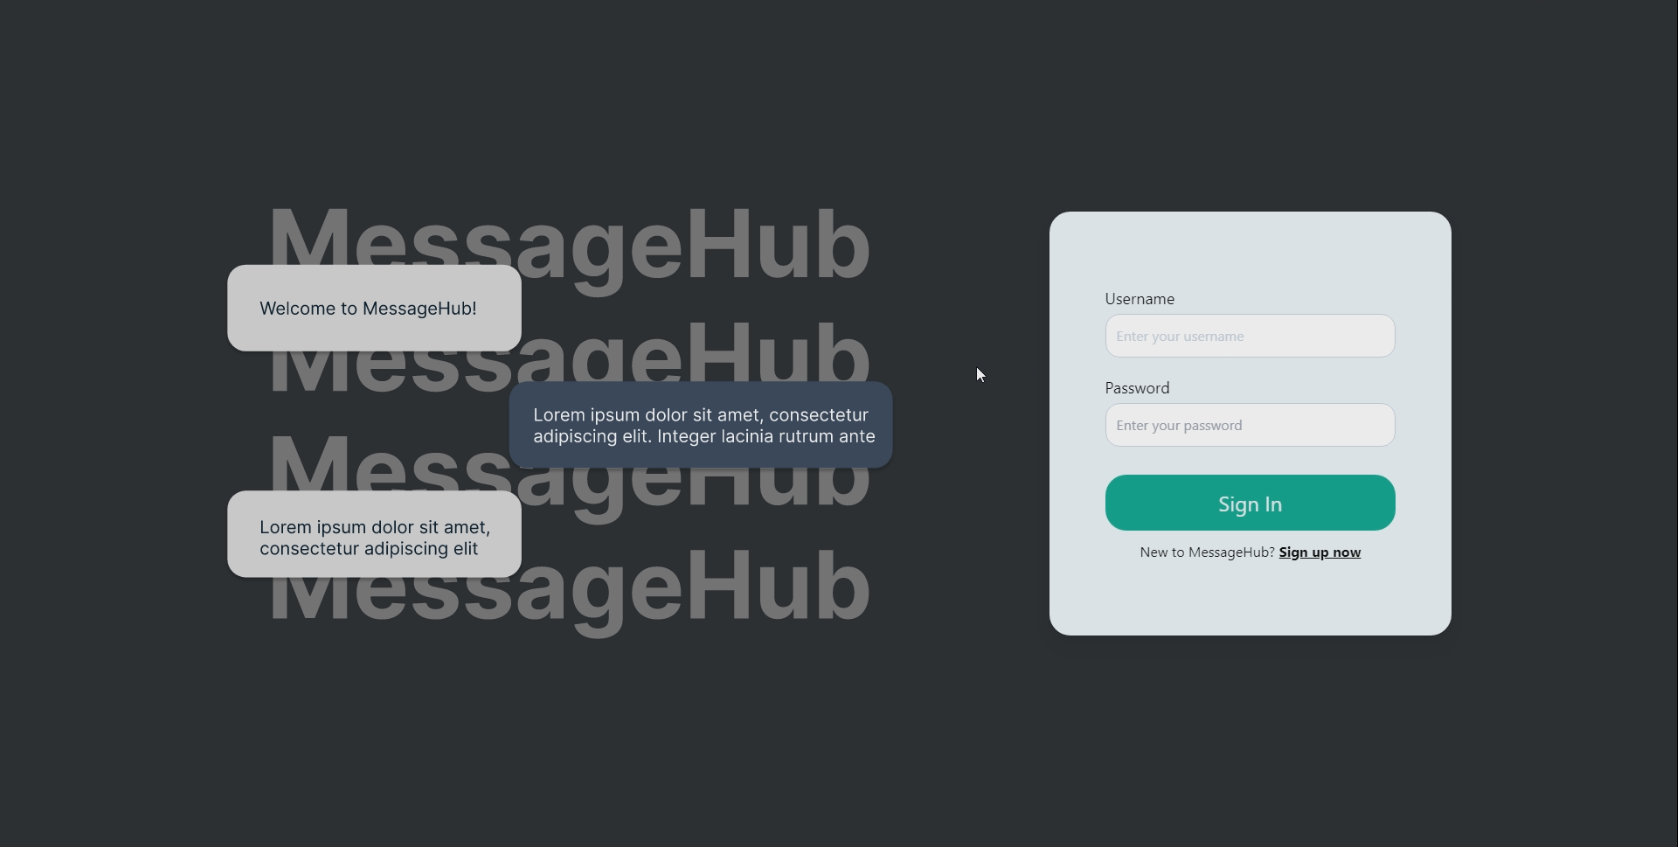 MessageHub
Welcome to MessageHub!
MessageHub
Lorem ipsum dolor sit amet, consectetur
adipiscing elit. Integer lacinia rutrum ante
MessageHub
Lorem ipsum dolor sit amet,
consectetur adipiscing elit
MessageHub
Username
Enter your username
Password
Enter your password
Sign In
New to MessageHub? Sign up now